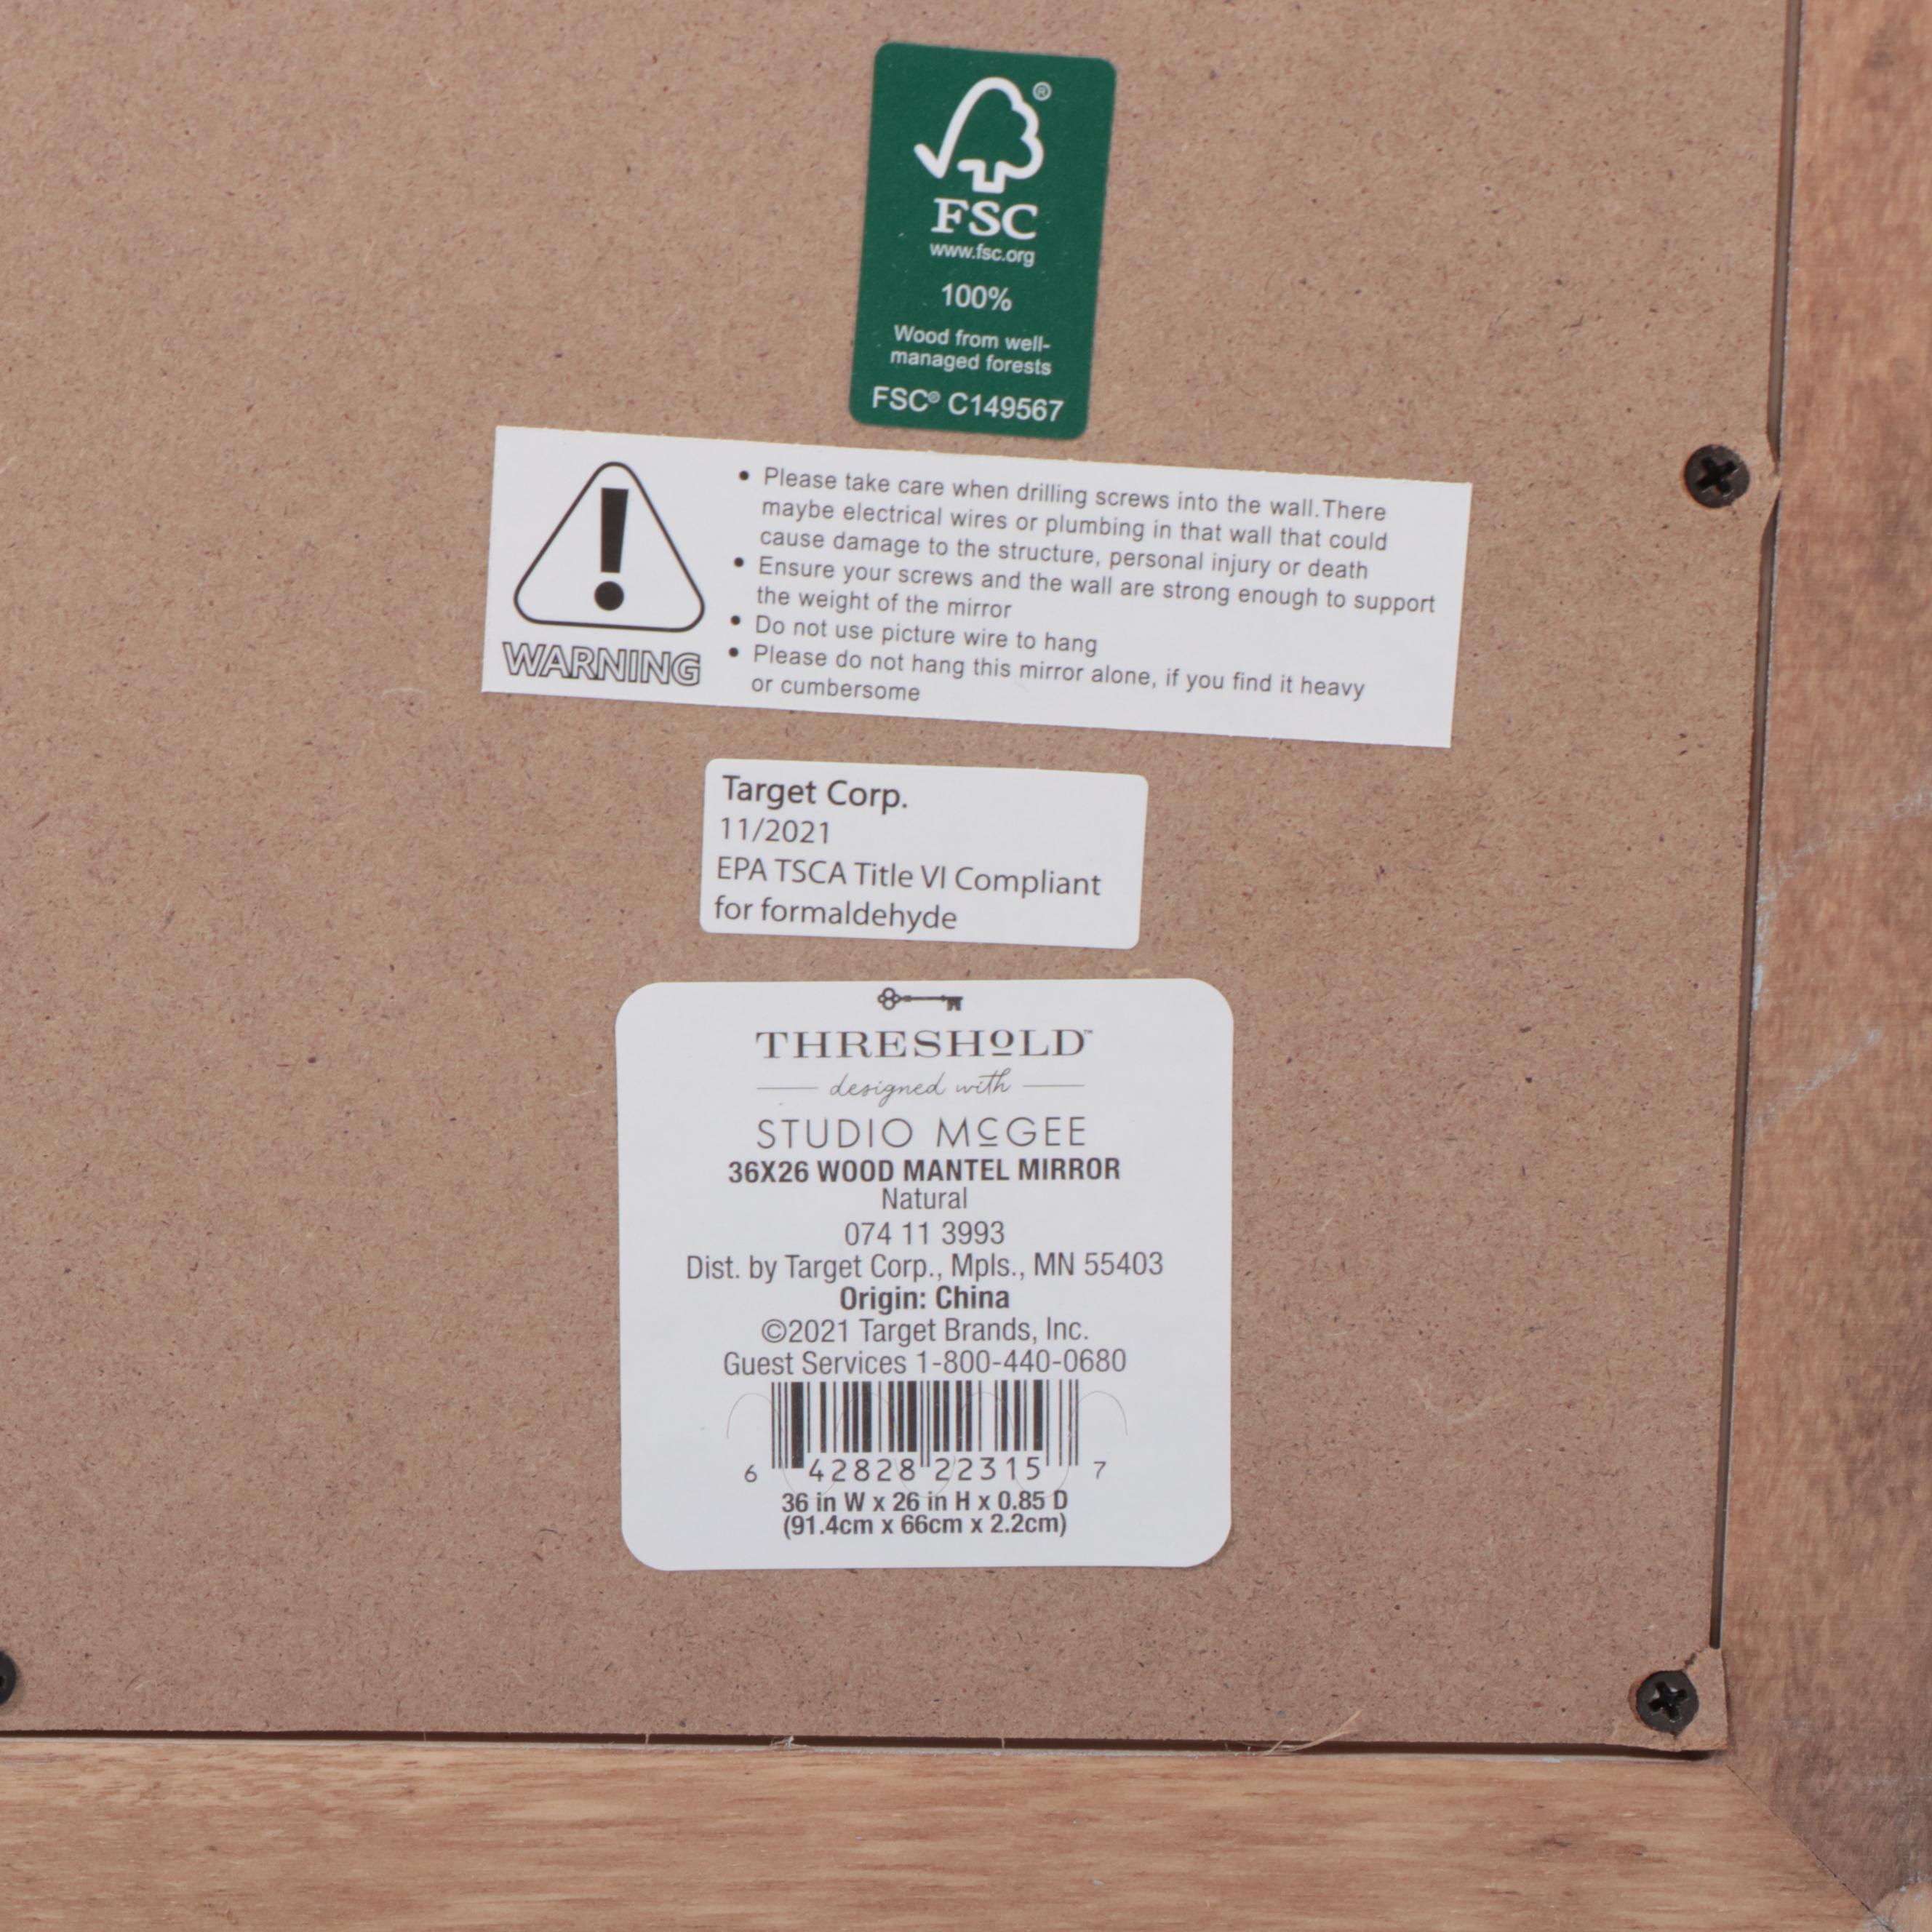 ®
FSC
www.fsc.org
100%
Wood from well-
managed forests
FSC® C149567
WARNING
• Please take care when drilling screws into the wall.There
maybe electrical wires or plumbing in that wall that could
cause damage to the structure, personal injury or death
• Ensure your screws and the wall are strong enough to support
the weight of the mirror
• Do not use picture wire to hang
• Please do not hang this mirror alone, if you find it heavy
or cumbersome
Target Corp.
11/2021
EPA TSCA Title VI Compliant
for formaldehyde
THRESHOLD™
designed with
STUDIO McGEE
36X26 WOOD MANTEL MIRROR
Natural
074 11 3993
Dist. by Target Corp., Mpls., MN 55403
Origin: China
©2021 Target Brands, Inc.
Guest Services 1-800-440-0680
6 42828 22315 7
36 in W x 26 in H x 0.85 D
(91.4cm x 66cm x 2.2cm)